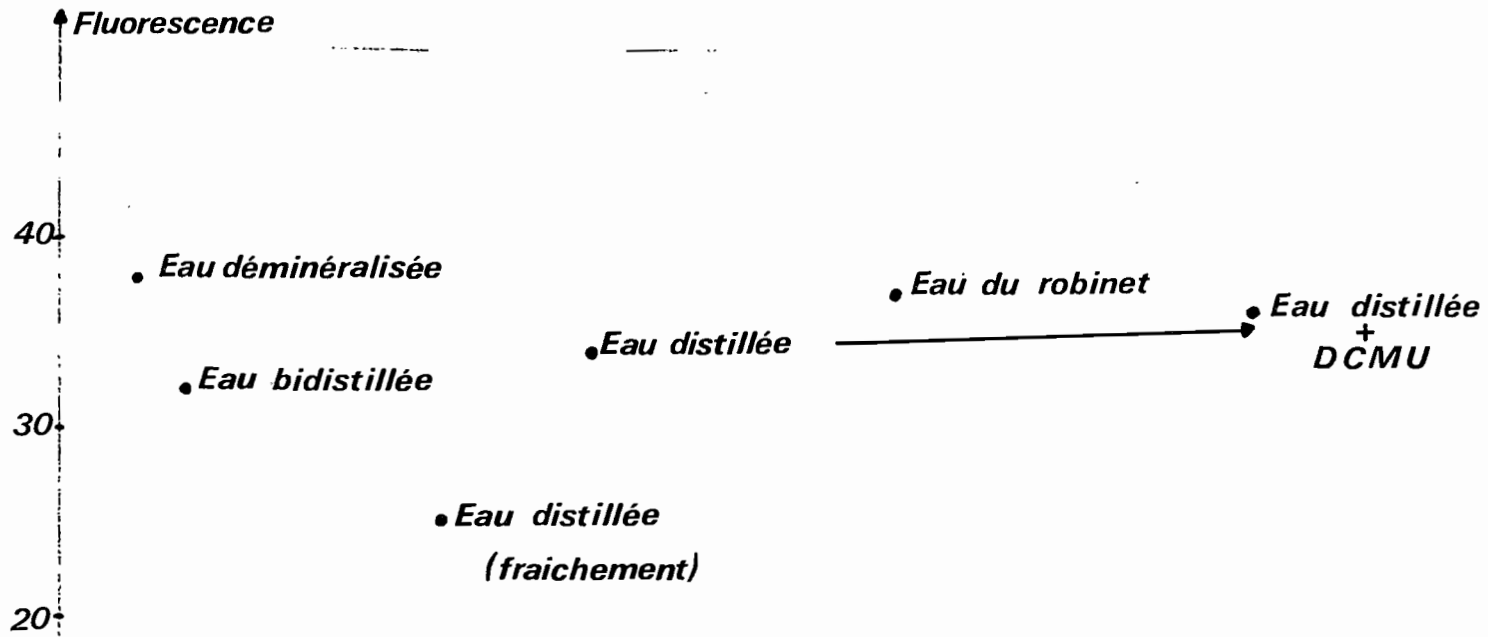 Fluorescence
40
Eau déminéralisée
Eau du robinet
Eau distillée
+
DCMU
Eau distillée
Eau bidistillée
30
Eau distillée
(fraichement)
20